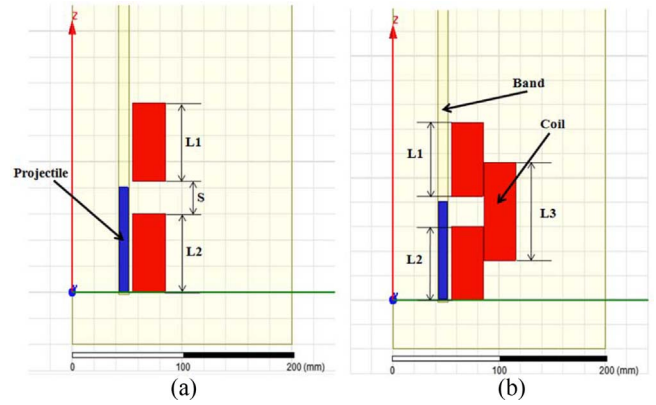 Z
L1
Projectile
S
L2
Y
0
100
200 (mm)
(a)
Z
Band
Coil
L1
L3
L2
Y
0
100
200 (mm)
(b)